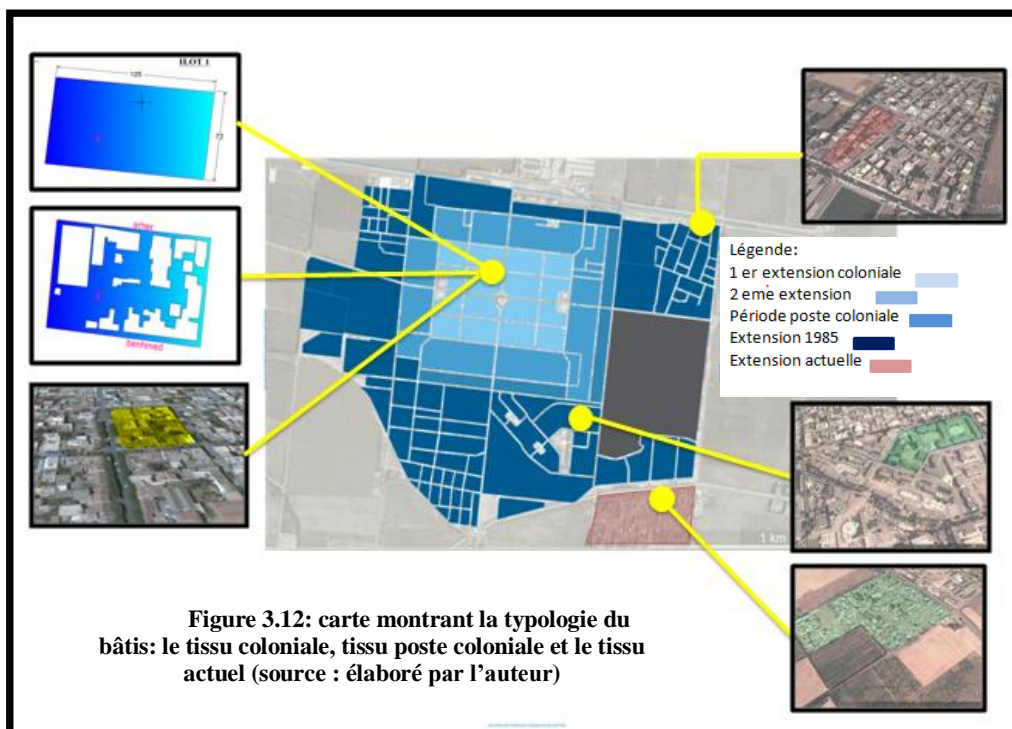 ILOT 1
125
72
amer
benhmed
Légende:
1 er extension coloniale
2 eme extension
Période poste coloniale
Extension 1985
Extension actuelle
1 km
Figure 3.12: carte montrant la typologie du
bâtis: le tissu coloniale, tissu poste coloniale et le tissu
actuel (source : élaboré par l’auteur)